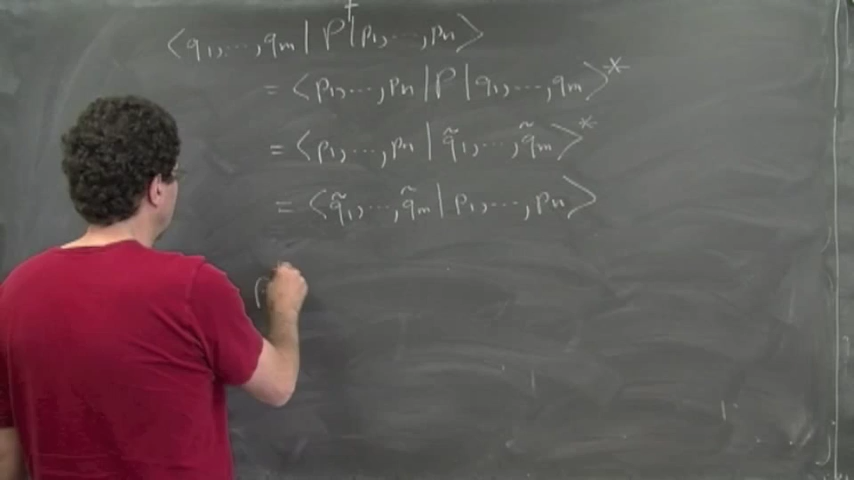 ⟨q₁,...,qₘ|P†|p₁,...,pₙ⟩
= ⟨p₁,...,pₙ|P|q₁,...,qₘ⟩*
= ⟨p₁,...,pₙ|q̃₁,...,q̃ₘ⟩*
= ⟨q̃₁,...,q̃ₘ|p₁,...,pₙ⟩